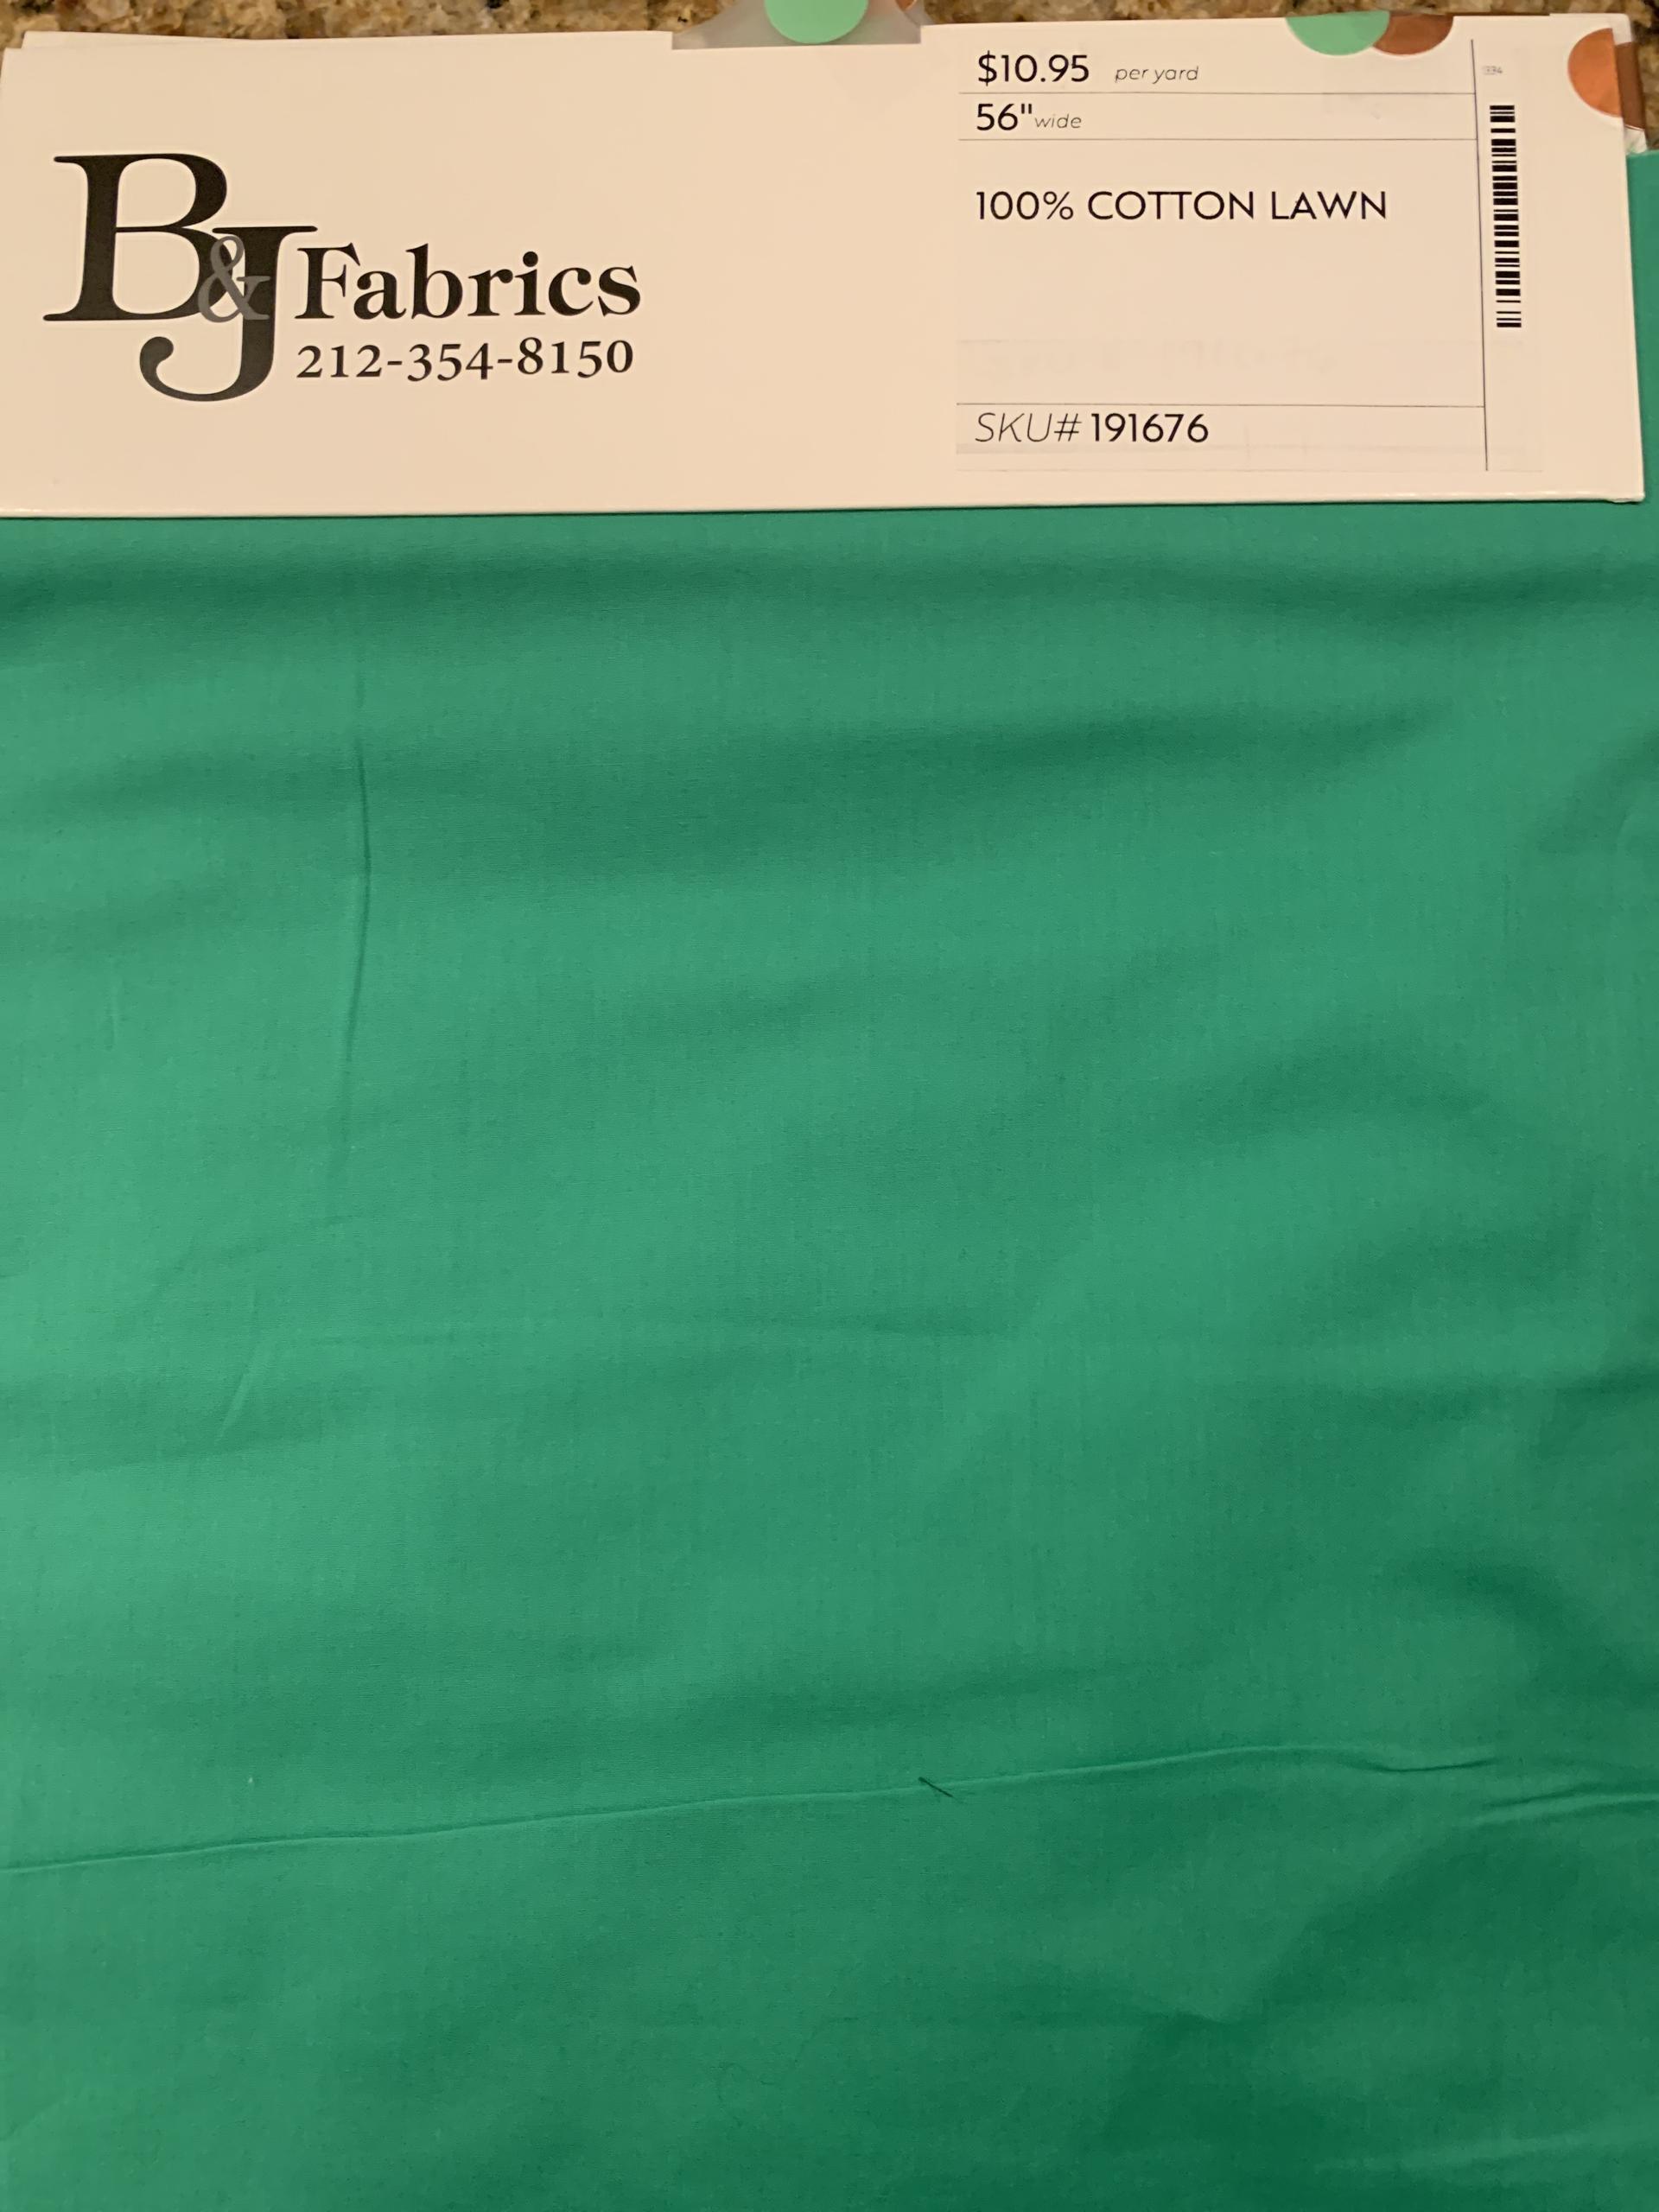 $10.95 per yard
56" wide
100% COTTON LAWN
B&J Fabrics
212-354-8150
SKU# 191676